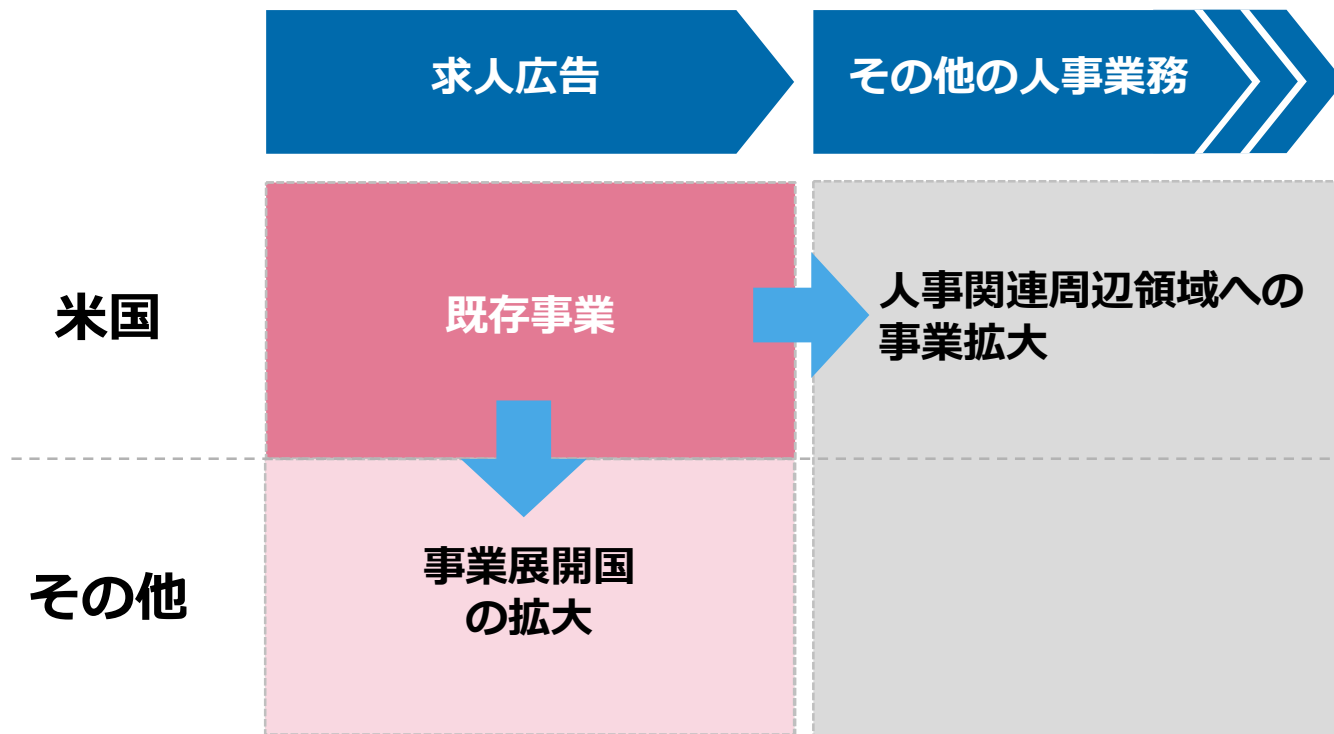 求人広告
その他の人事業務
米国
既存事業
人事関連周辺領域への
事業拡大
その他
事業展開国
の拡大